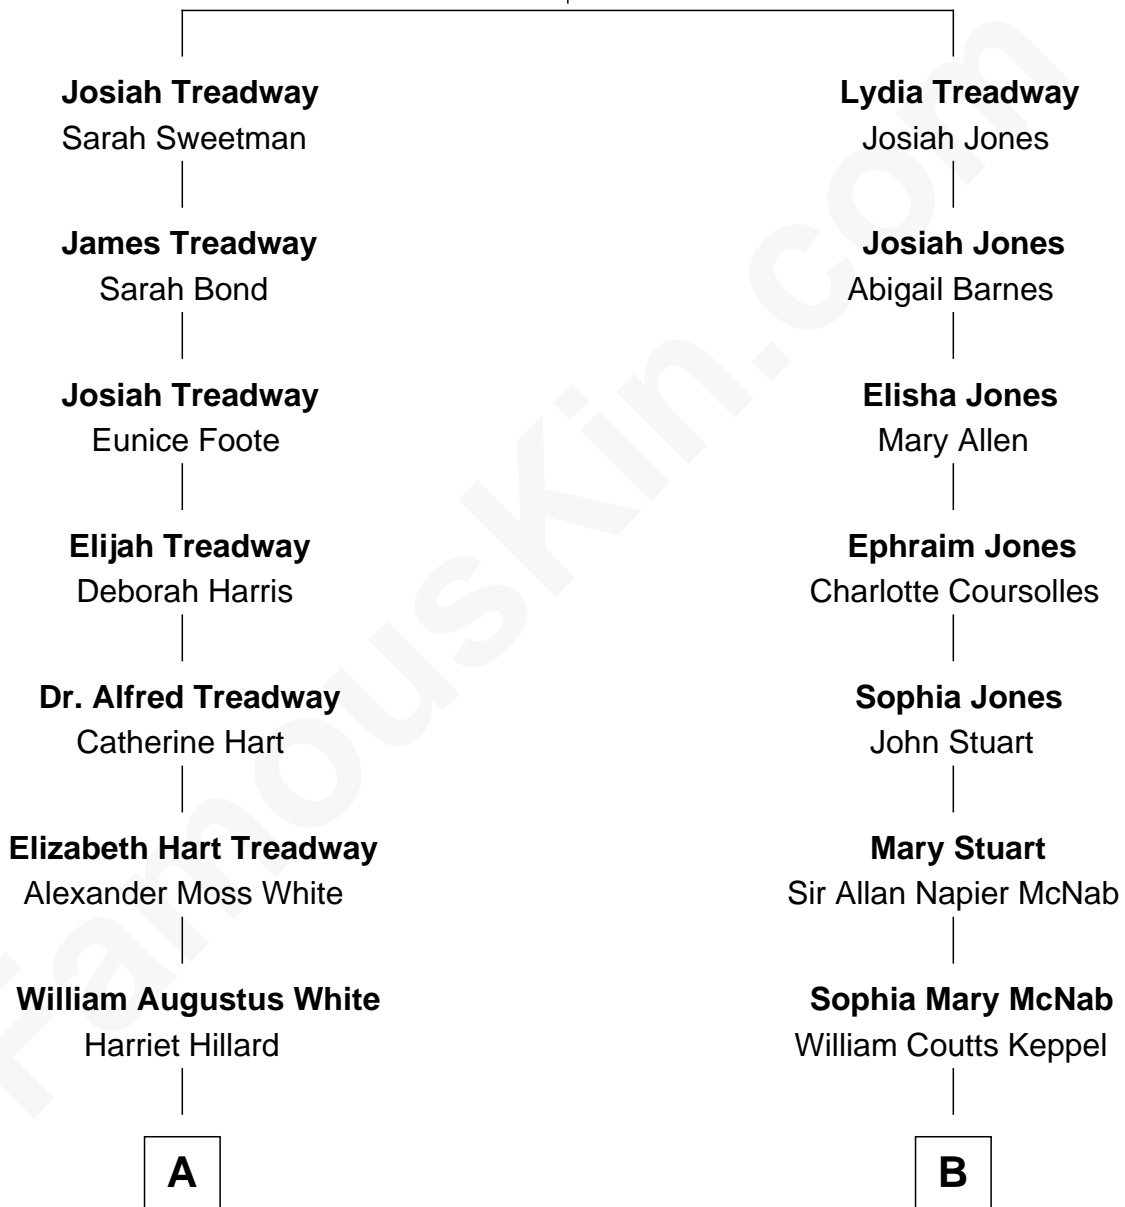 Josiah Treadway
Sarah Sweetman
James Treadway
Sarah Bond
Josiah Treadway
Eunice Foote
Elijah Treadway
Deborah Harris
Dr. Alfred Treadway
Catherine Hart
Elizabeth Hart Treadway
Alexander Moss White
William Augustus White
Harriet Hillard
A
Lydia Treadway
Josiah Jones
Josiah Jones
Abigail Barnes
Elisha Jones
Mary Allen
Ephraim Jones
Charlotte Coursolles
Sophia Jones
John Stuart
Mary Stuart
Sir Allan Napier McNab
Sophia Mary McNab
William Coutts Keppel
B
FamousKin.com